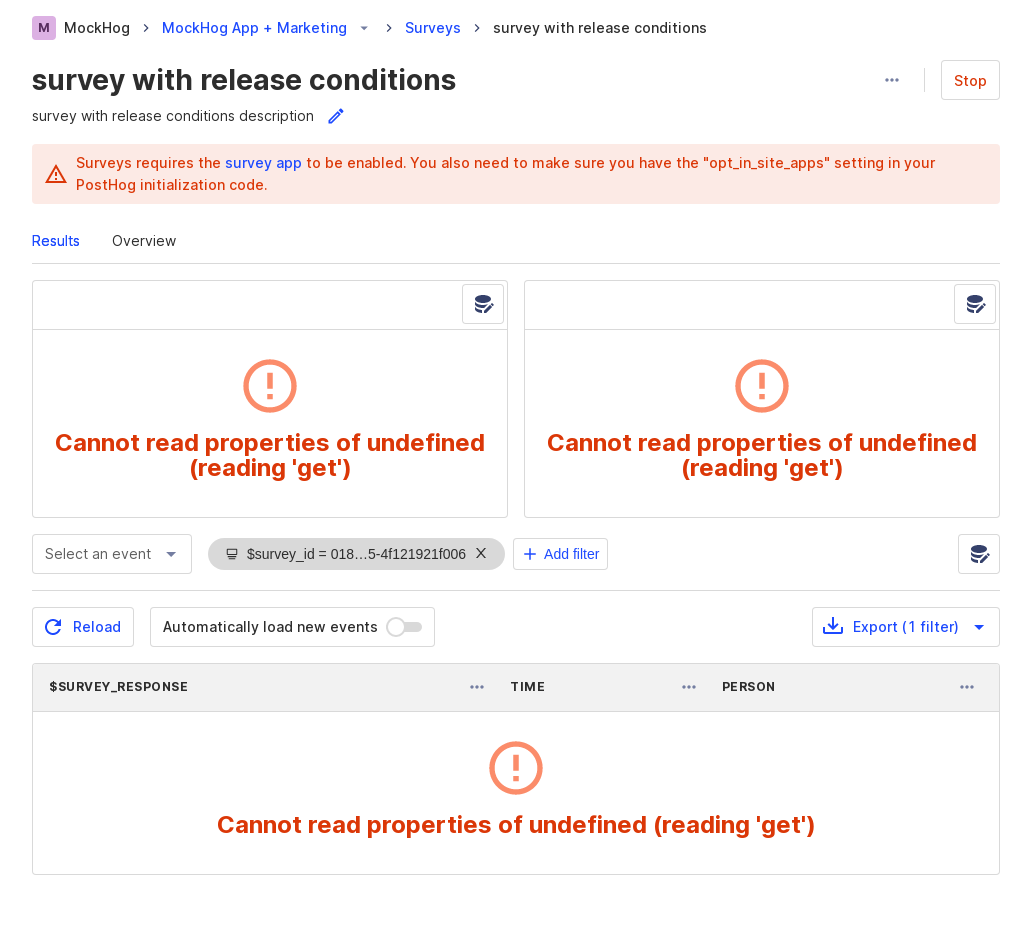 M MockHog MockHog App + Marketing Surveys survey with release conditions
survey with release conditions
Stop
survey with release conditions description
Surveys requires the survey app to be enabled. You also need to make sure you have the "opt_in_site_apps" setting in your
PostHog initialization code.
Results Overview
Cannot read properties of undefined
(reading 'get')
Cannot read properties of undefined
(reading 'get')
Select an event $survey_id = 018…5-4f121921f006 Add filter
Reload Automatically load new events Export (1 filter)
$SURVEY_RESPONSE TIME PERSON
Cannot read properties of undefined (reading 'get')